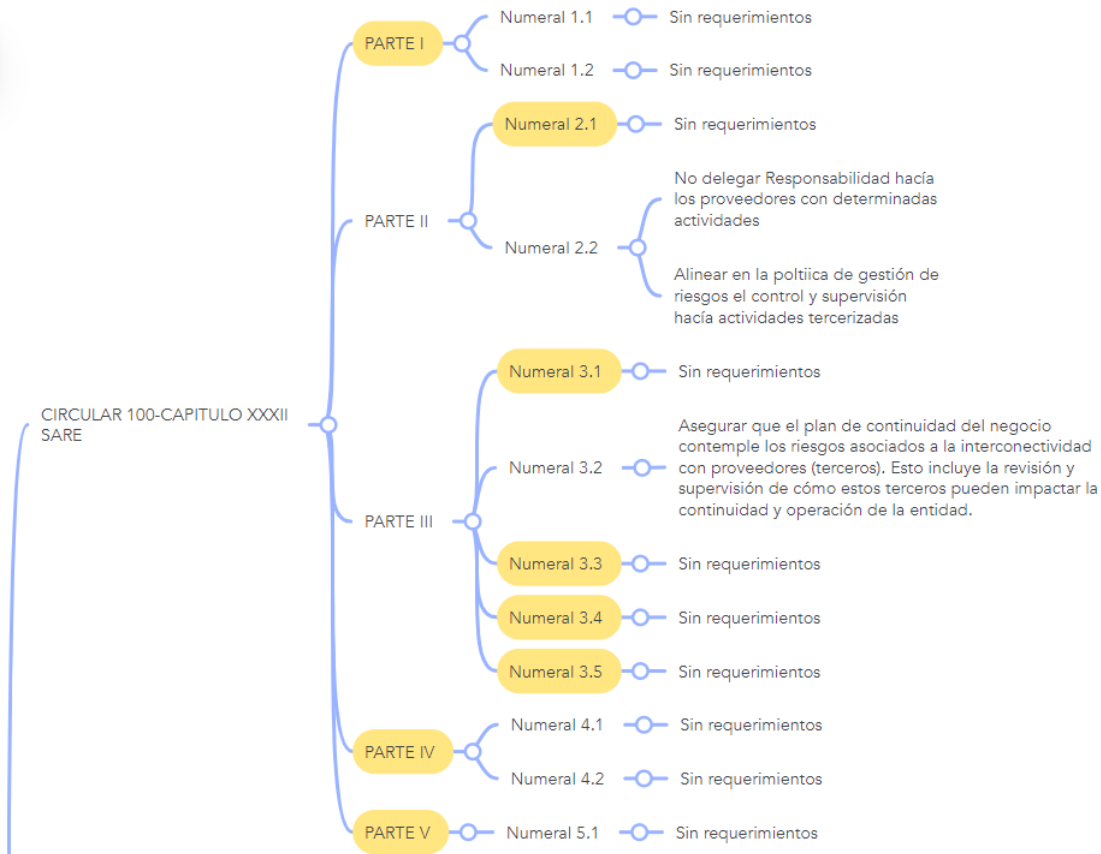 Numeral 1.1
Sin requerimientos
PARTE I
Numeral 1.2
Sin requerimientos
Numeral 2.1
Sin requerimientos
No delegar Responsabilidad hacía
los proveedores con determinadas
actividades
PARTE II
Numeral 2.2
Alinear en la poltiica de gestión de
riesgos el control y supervisión
hacía actividades tercerizadas
Numeral 3.1
Sin requerimientos
CIRCULAR 100-CAPITULO XXXII
SARE
Asegurar que el plan de continuidad del negocio
contemple los riesgos asociados a la interconectividad
con proveedores (terceros). Esto incluye la revisión y
supervisión de cómo estos terceros pueden impactar la
continuidad y operación de la entidad.
Numeral 3.2
PARTE III
Numeral 3.3
Sin requerimientos
Numeral 3.4
Sin requerimientos
Numeral 3.5
Sin requerimientos
Numeral 4.1
Sin requerimientos
PARTE IV
Numeral 4.2
Sin requerimientos
PARTE V
Numeral 5.1
Sin requerimientos